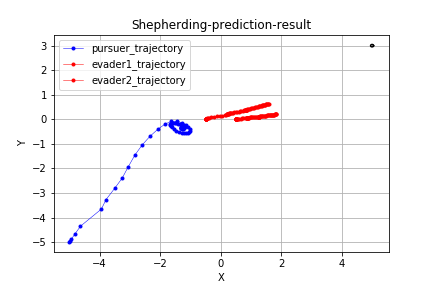 Shepherding-prediction-result
pursuer_trajectory
evader1_trajectory
evader2_trajectory
3
2
1
0
−1
−2
−3
−4
−5
Y
−4
−2
0
2
4
X